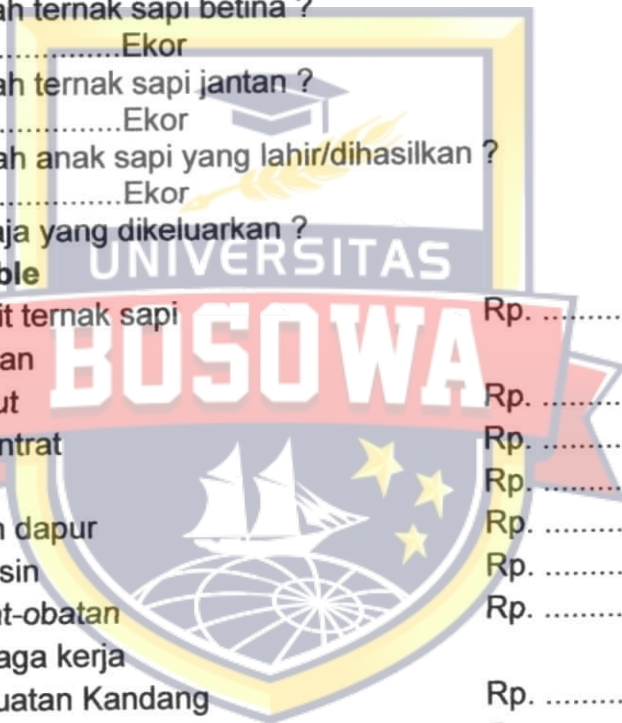 ah ternak sapi betina ?
..............Ekor
ah ternak sapi jantan ?
..............Ekor
ah anak sapi yang lahir/dihasilkan ?
..............Ekor
aja yang dikeluarkan ?
UNIVERSITAS
ble
it ternak sapi Rp. .........
an
BOSOWA
ut Rp. .........
ntrat Rp. .........
Rp. .........
n dapur Rp. .........
sin Rp. .........
at-obatan Rp. .........
aga kerja
uatan Kandang Rp. .........